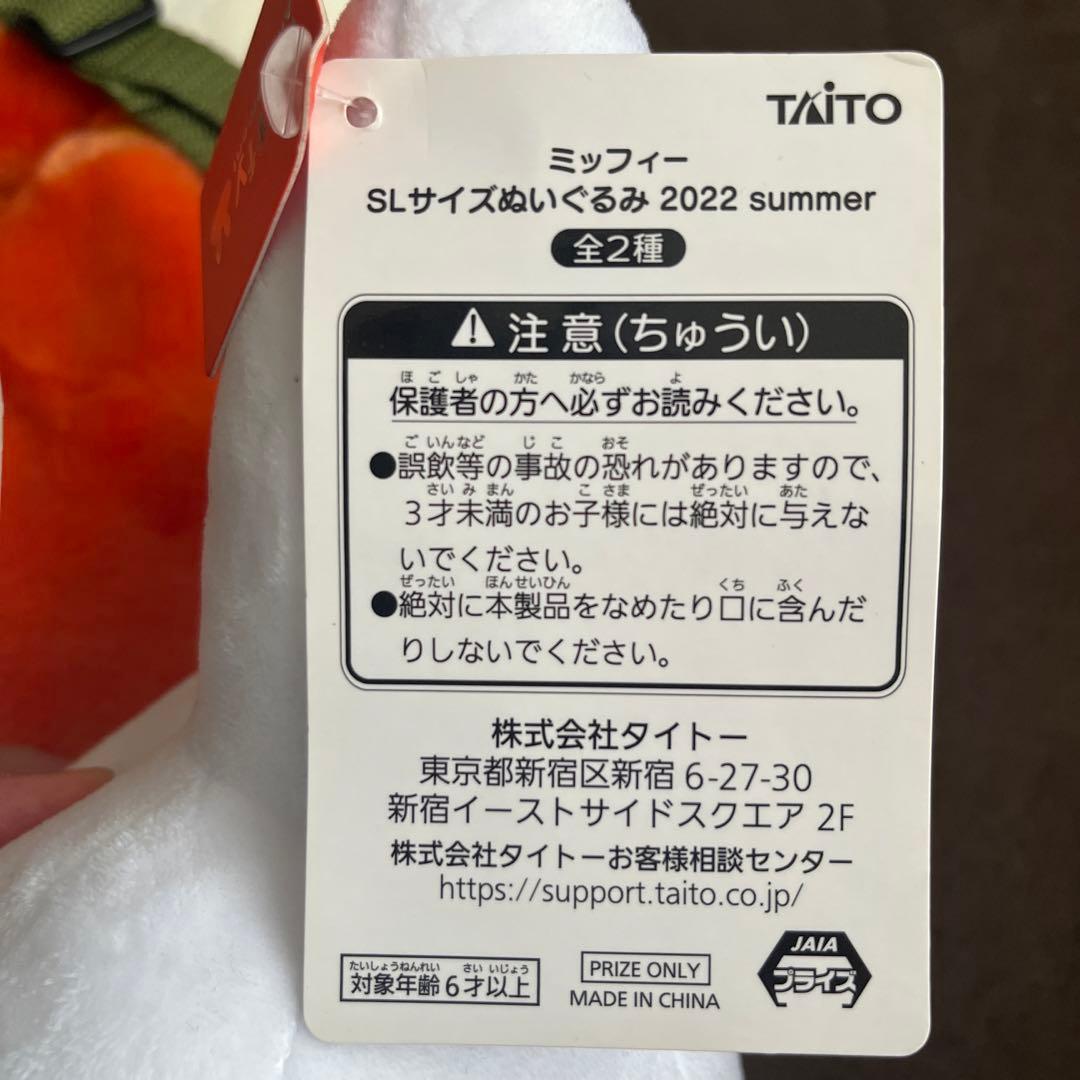 TAITO
ミッフィー
SLサイズぬいぐるみ 2022 summer
全2種
注意(ちゅうい)
ほごしゃ かた かなら よ
保護者の方へ必ずお読みください。
ごいんなど じこ おそ
●誤飲等の事故の恐れがありますので、
さいみまん こさま ぜったい あた
3才未満のお子様には絶対に与えな
いでください。
ぜったい ほんせいひん くち ふく
●絶対に本製品をなめたり口に含んだ
りしないでください。
株式会社タイトー
東京都新宿区新宿 6-27-30
新宿イーストサイドスクエア 2F
株式会社タイトーお客様相談センター
https://support.taito.co.jp/
たいしょうねんれい さい いじょう
対象年齢6才以上
PRIZE ONLY
MADE IN CHINA
JAIA
プライズ